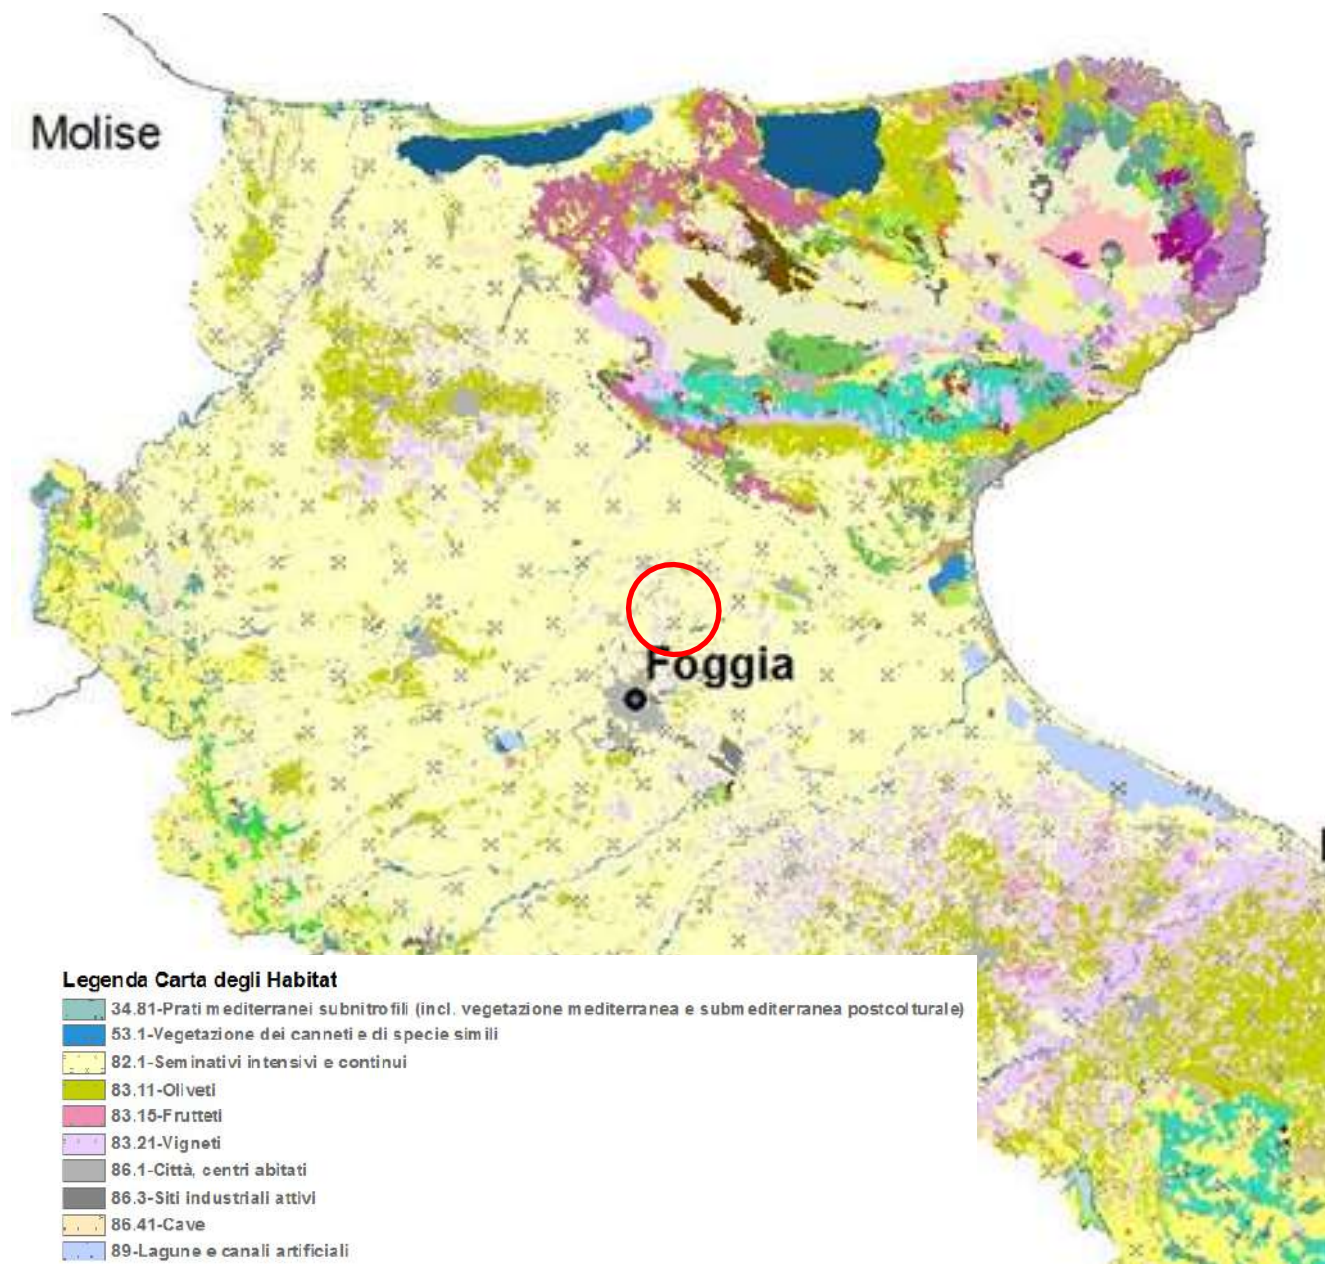 Molise
Foggia
Legenda Carta degli Habitat
34.81-Prati mediterranei subnitrofili (incl. vegetazione mediterranea e submediterranea postcolturale)
53.1-Vegetazione dei canneti e di specie simili
82.1-Seminativi intensivi e continui
83.11-Oliveti
83.15-Frutteti
83.21-Vigneti
86.1-Città, centri abitati
86.3-Siti industriali attivi
86.41-Cave
89-Lagune e canali artificiali